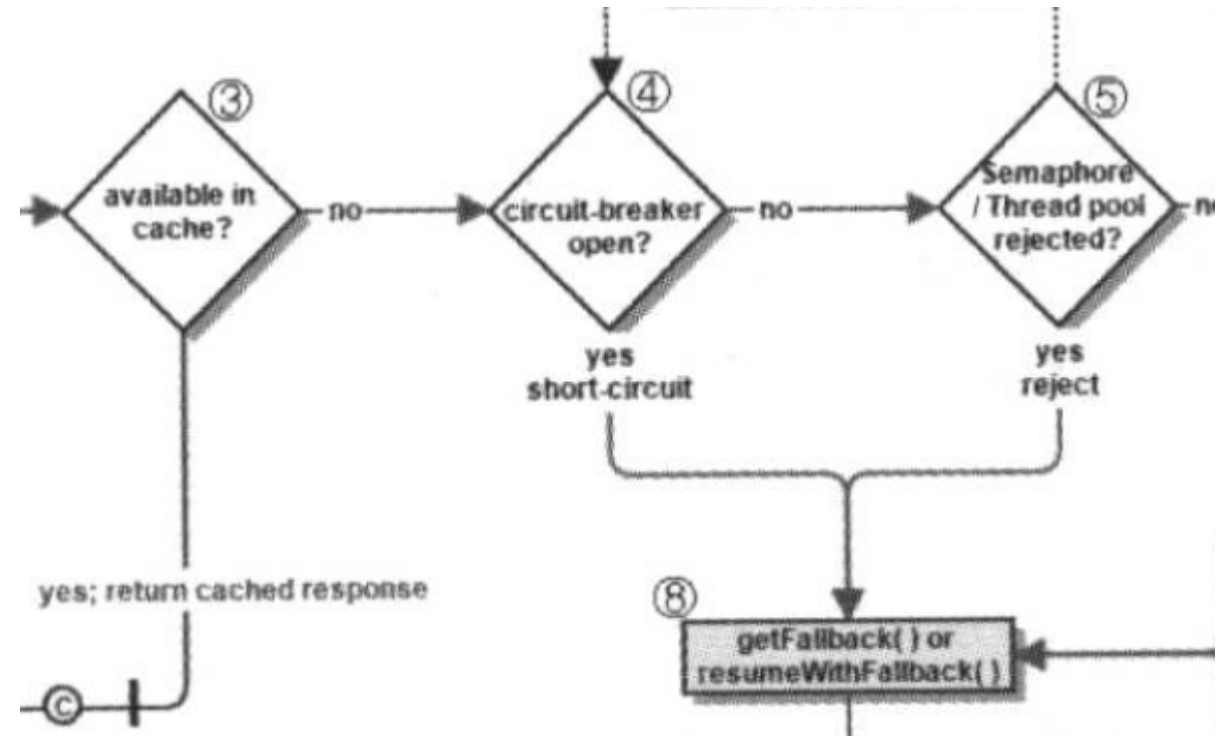 ③
④
⑤
available in
cache?
no
circuit-breaker
open?
no
Semaphore
/ Thread pool
rejected?
yes
short-circuit
yes
reject
yes; return cached response
⑧
getFallback( ) or
resumeWithFallback( )
©